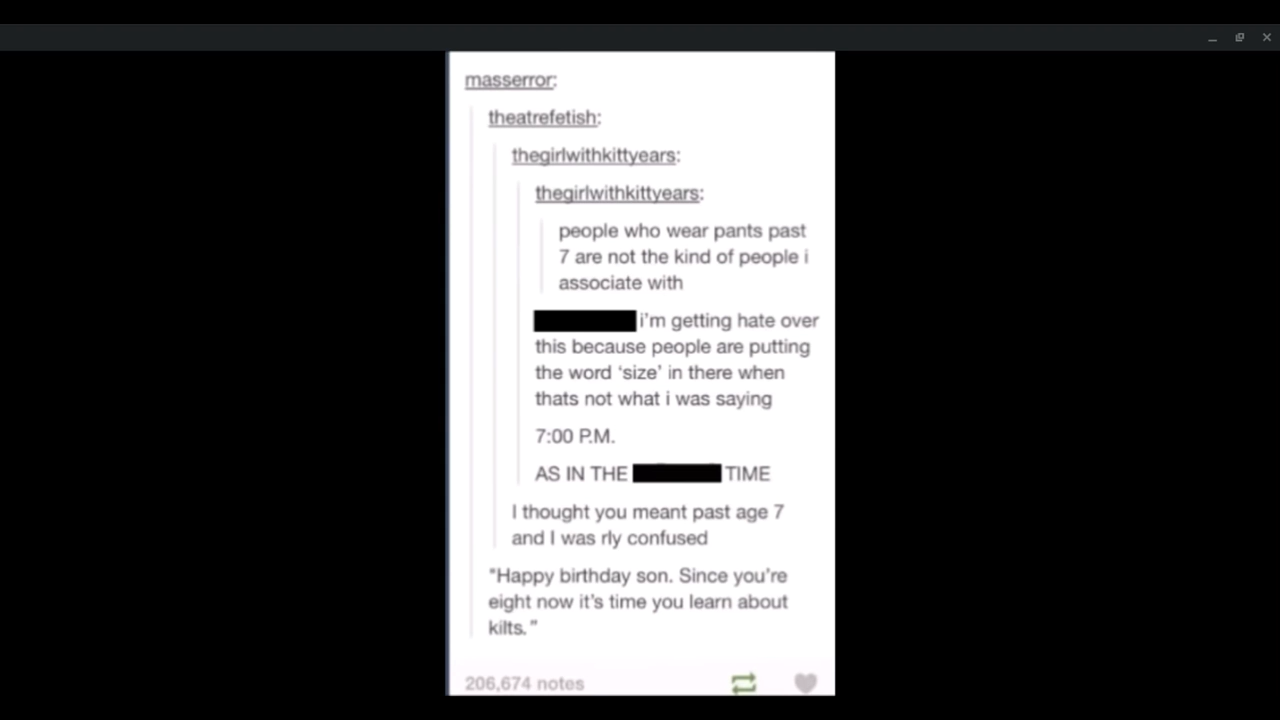 masserror:
theatrefetish:
thegirlwithkittyears:
thegirlwithkittyears:
people who wear pants past
7 are not the kind of people i
associate with
i'm getting hate over
this because people are putting
the word ‘size’ in there when
thats not what i was saying
7:00 P.M.
AS IN THE TIME
I thought you meant past age 7
and I was rly confused
"Happy birthday son. Since you're
eight now it's time you learn about
kilts."
206,674 notes